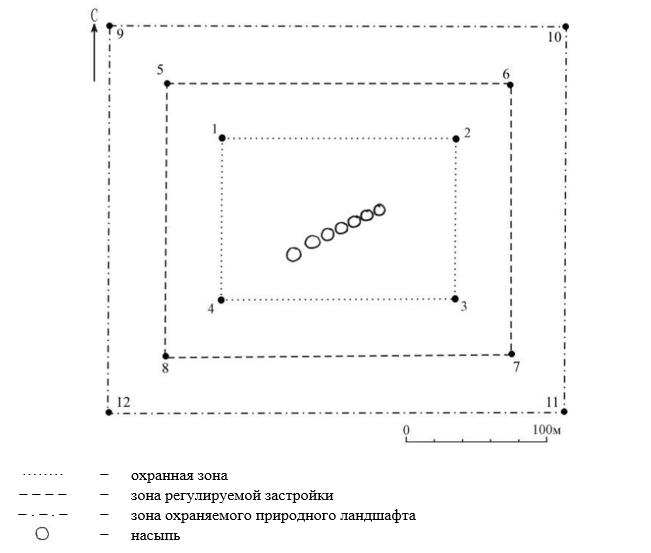 С
9
10
5
6
1
2
4
3
8
7
12
11
0
100м
– охранная зона
– зона регулируемой застройки
– зона охраняемого природного ландшафта
– насыпь